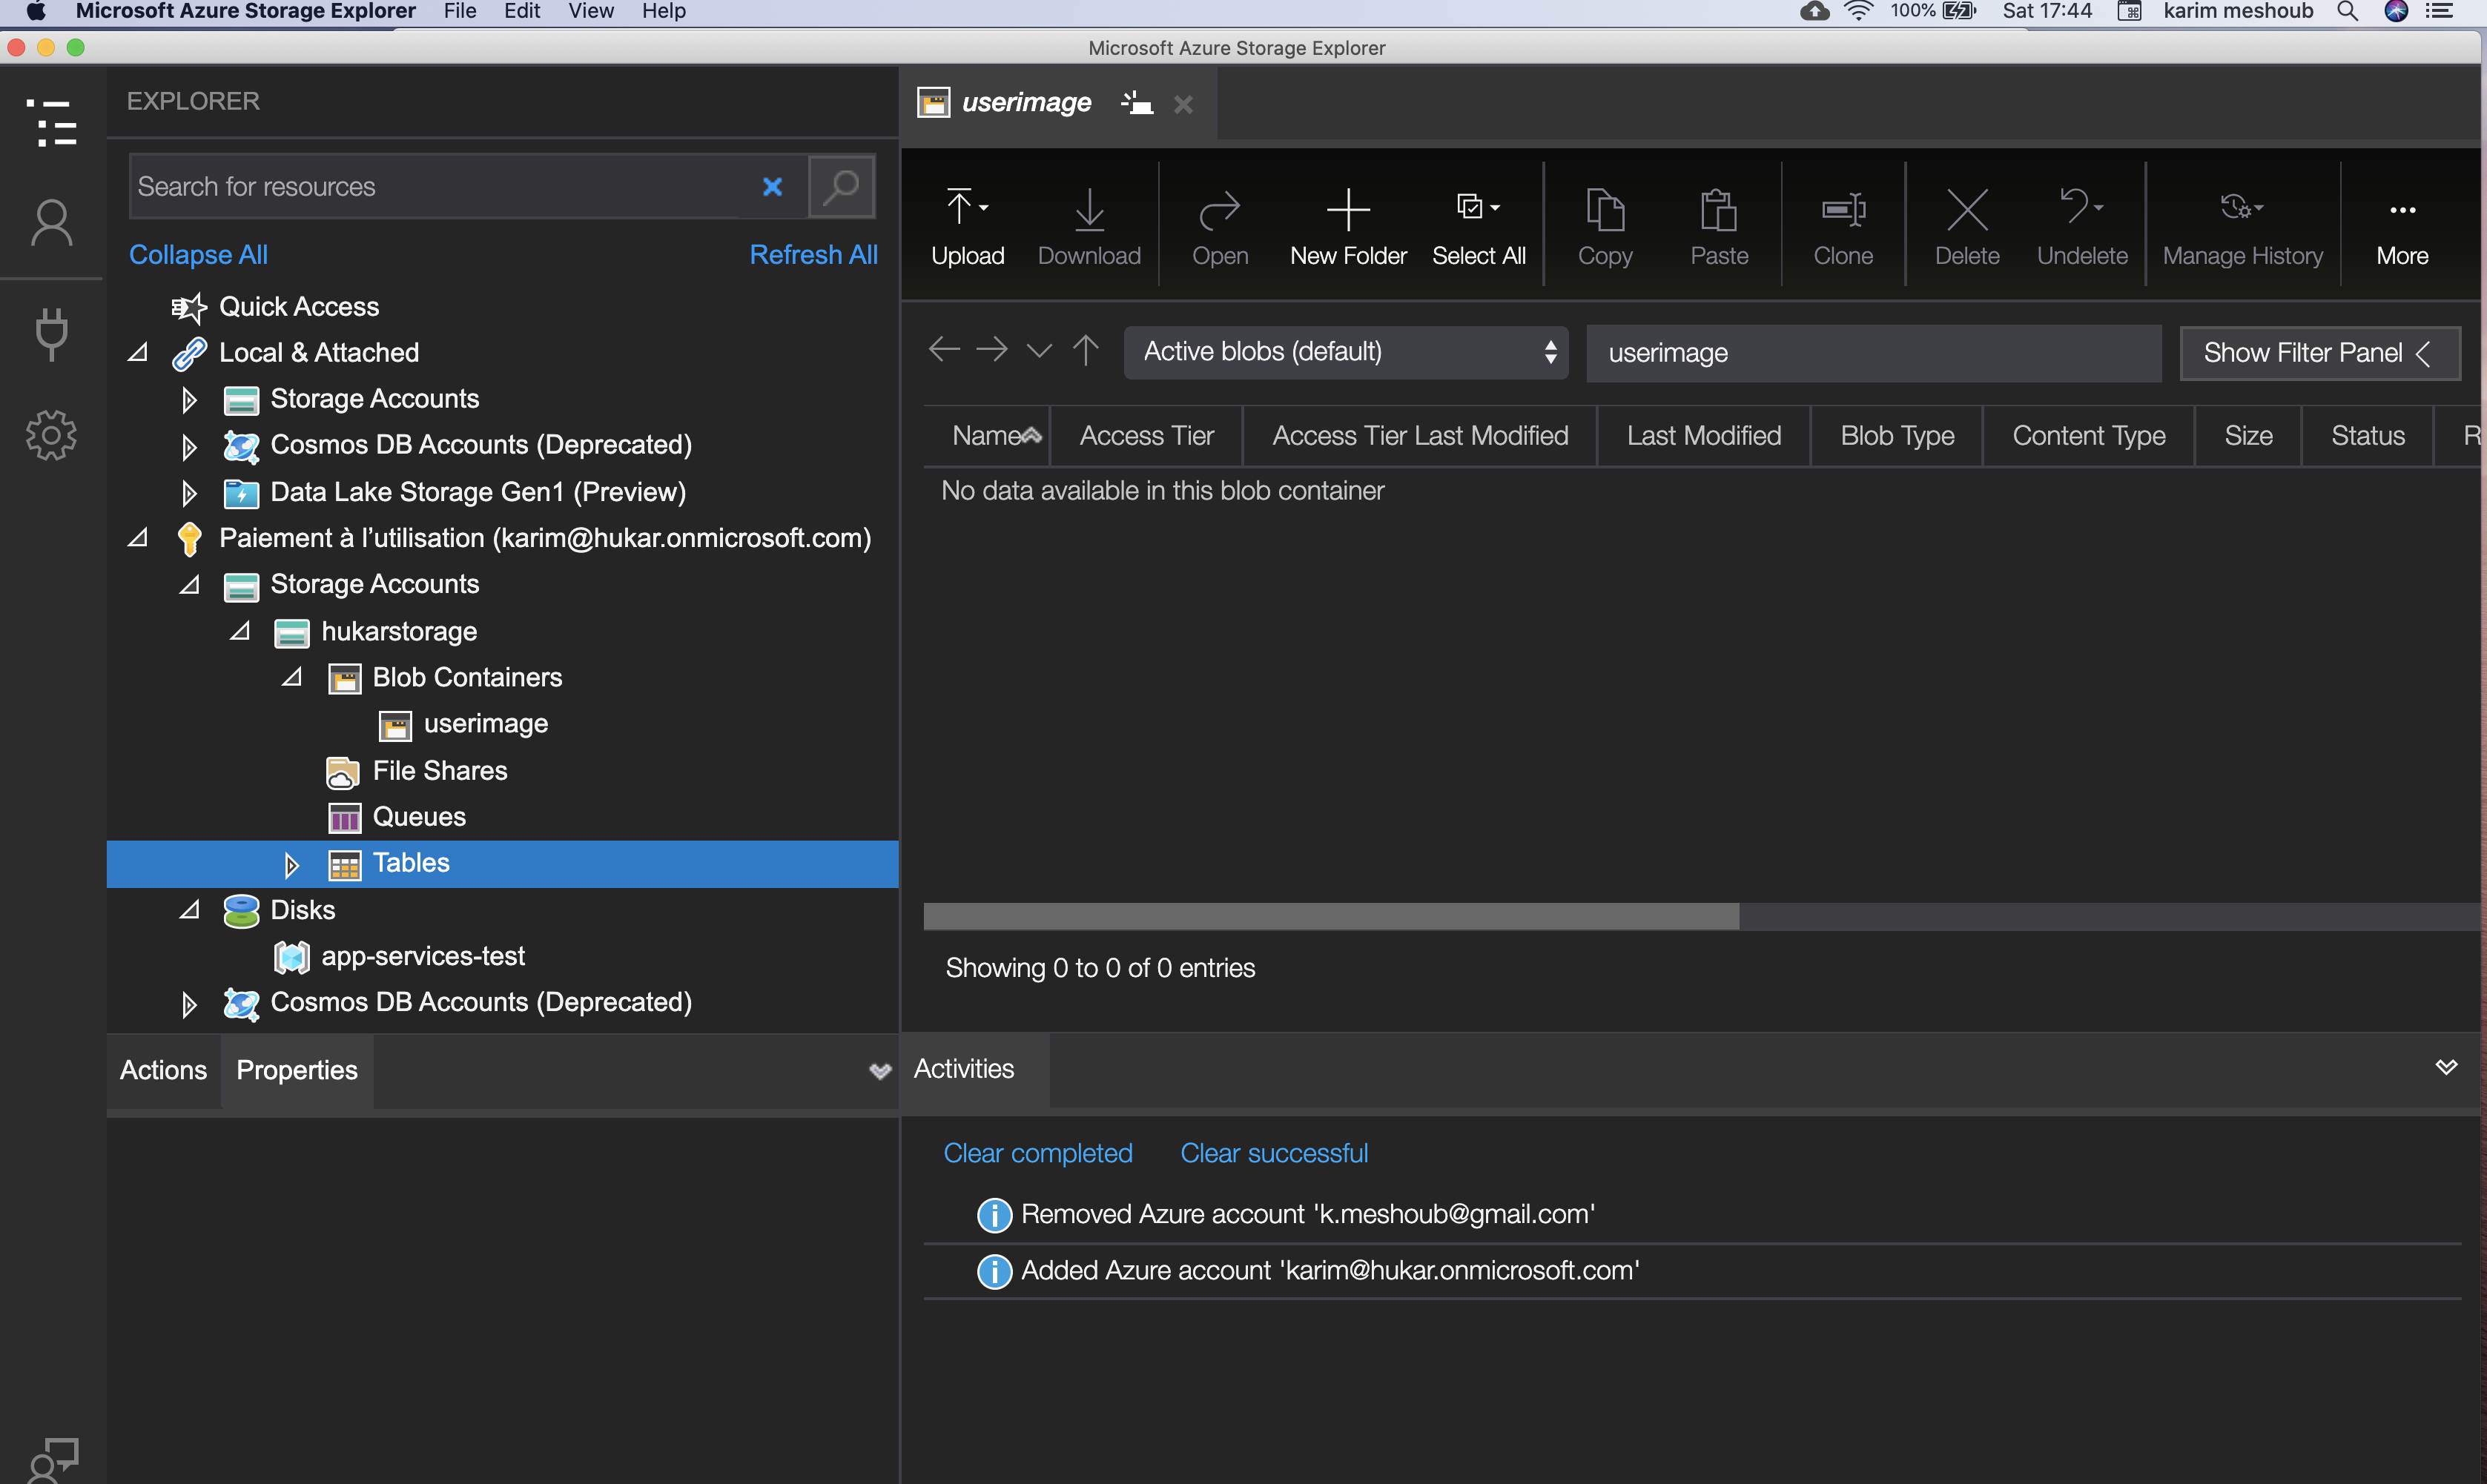 Microsoft Azure Storage Explorer File Edit View Help 100% Sat 17:44 karim meshoub
Microsoft Azure Storage Explorer
EXPLORER
Search for resources
Collapse All Refresh All
Quick Access
Local & Attached
Storage Accounts
Cosmos DB Accounts (Deprecated)
Data Lake Storage Gen1 (Preview)
Paiement à l’utilisation (karim@hukar.onmicrosoft.com)
Storage Accounts
hukarstorage
Blob Containers
userimage
File Shares
Queues
Tables
Disks
app-services-test
Cosmos DB Accounts (Deprecated)
Actions Properties
userimage
Upload Download Open New Folder Select All Copy Paste Clone Delete Undelete Manage History More
Active blobs (default) userimage Show Filter Panel
Name Access Tier Access Tier Last Modified Last Modified Blob Type Content Type Size Status R
No data available in this blob container
Showing 0 to 0 of 0 entries
Activities
Clear completed Clear successful
Removed Azure account 'k.meshoub@gmail.com'
Added Azure account 'karim@hukar.onmicrosoft.com'